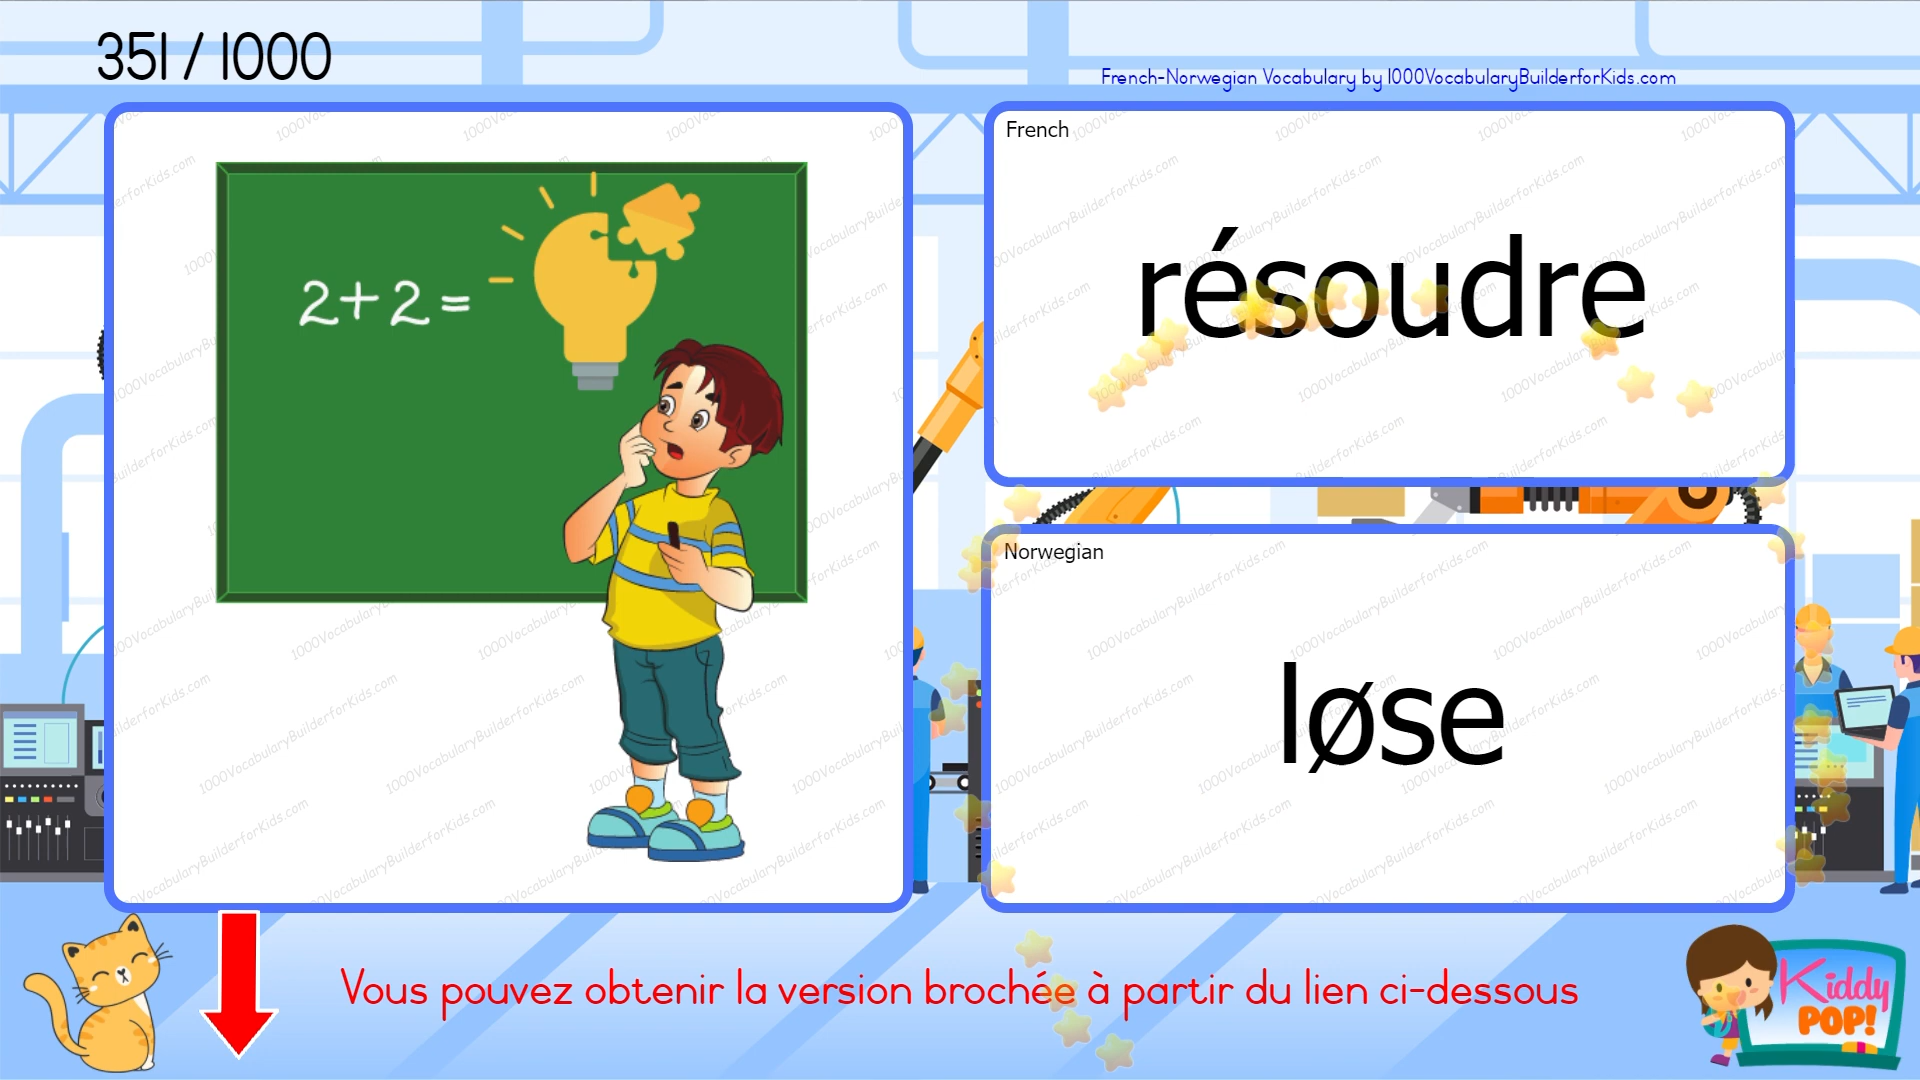 351 / 1000
French-Norwegian Vocabulary by 1000VocabularyBuilderforKids.com
2+2=
French
résoudre
Norwegian
løse
Vous pouvez obtenir la version brochée à partir du lien ci-dessous
Kiddy
POP!